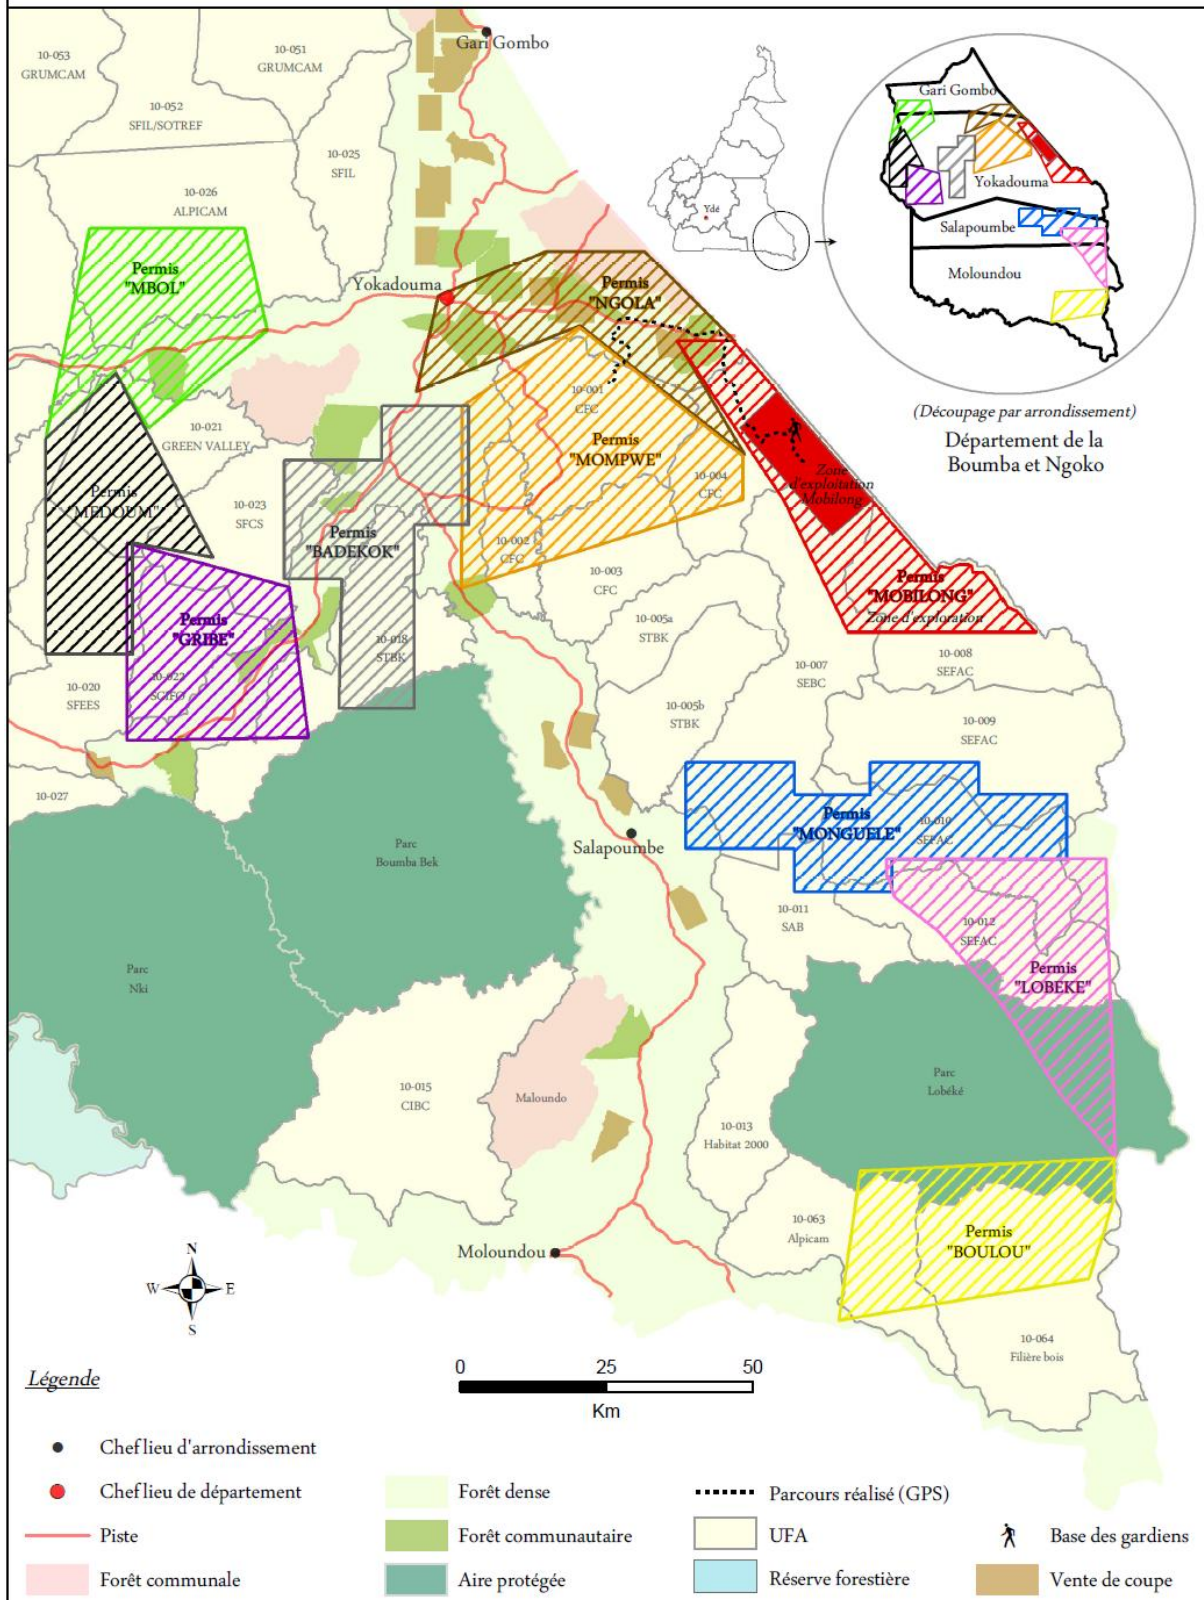 Gari Gombo
10-053
GRUMCAM
10-051
GRUMCAM
10-052
SFIL/SOTREF
10-025
SFIL
10-026
ALPICAM
Ydé
Gari Gombo
Yokadouma
Salapoumbe
Moloundou
(Découpage par arrondissement)
Département de la
Boumba et Ngoko
Permis
"MBOL"
Yokadouma
Permis
"NGOLA"
10-001
CFC
10-021
GREEN VALLEY
Permis
"MOMPWE"
10-004
CFC
Zone
d'exploitation
Mobilong
Permis
"MEDOUM"
10-023
SFCS
Permis
"BADEKOK"
10-002
CFC
10-003
CFC
Permis
"MOBILONG"
Zone d'exploration
Permis
"GRIBE"
10-018
STBK
10-005a
STBK
10-007
SEBC
10-008
SEFAC
10-020
SFEES
10-022
SCIFO
10-005b
STBK
10-009
SEFAC
10-027
Permis
"MONGUELE"
10-010
SEFAC
Salapoumbe
Parc
Boumba Bek
10-011
SAB
10-012
SEFAC
Permis
"LOBEKE"
Parc
Nki
Parc
Lobéké
10-015
CIBC
Maloundo
10-013
Habitat 2000
10-063
Alpicam
Permis
"BOULOU"
Moloundou
10-064
Filière bois
N
W E
S
0 25 50
Km
Légende
Chef lieu d'arrondissement
Chef lieu de département
Piste
Forêt communale
Forêt dense
Forêt communautaire
Aire protégée
Parcours réalisé (GPS)
UFA
Réserve forestière
Base des gardiens
Vente de coupe